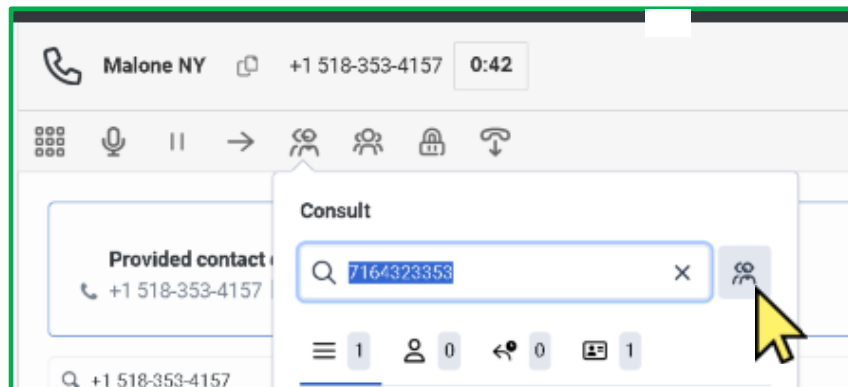 Malone NY +1 518-353-4157 0:42
Consult
Provided contact
7164323353
+1 518-353-4157
1 0 0 1
+1 518-353-4157